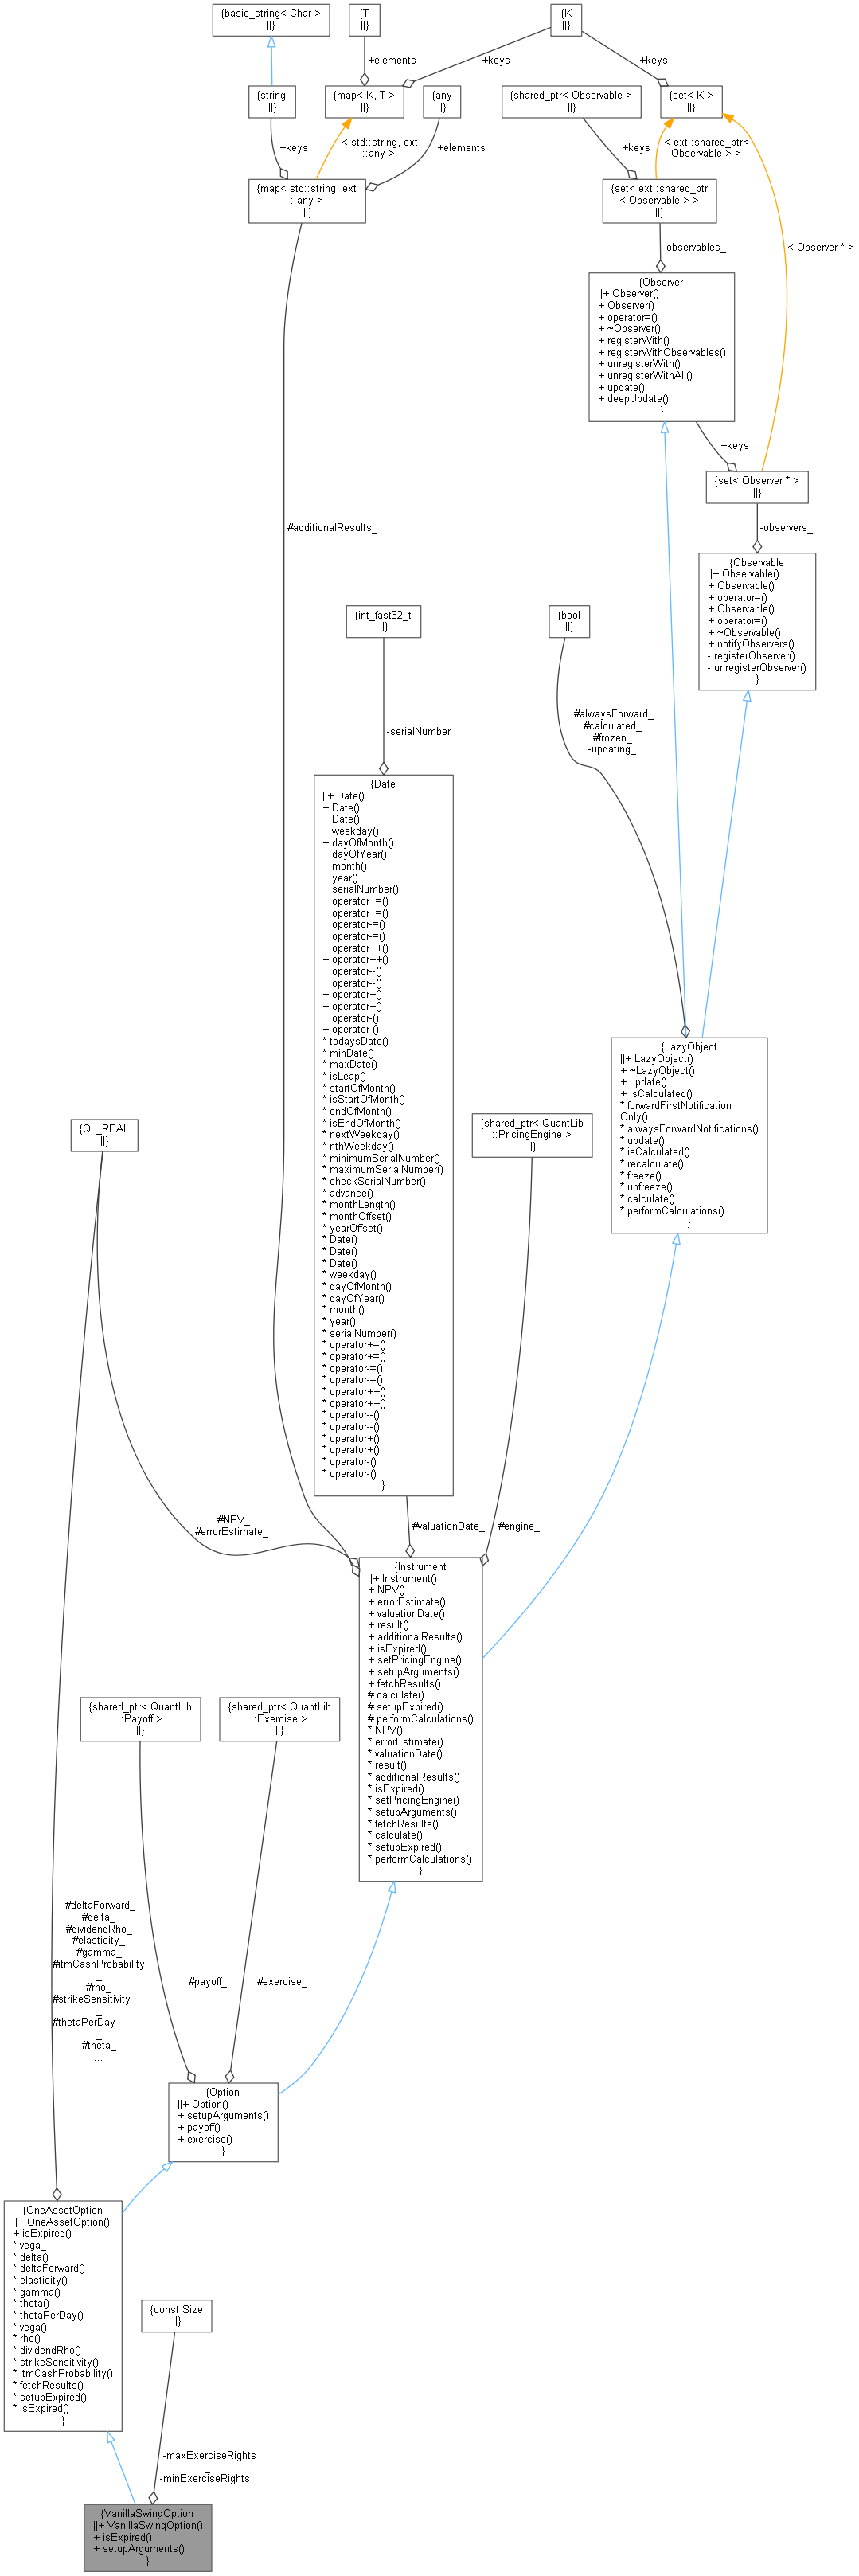 {basic_string< Char >
||}
{T
||}
{K
||}
+elements
+keys
+keys
{string
||}
{map< K, T >
||}
{any
||}
{shared_ptr< Observable >
||}
{set< K >
||}
+keys
< std::string, ext
::any >
+elements
+keys
< ext::shared_ptr<
Observable > >
{map< std::string, ext
::any >
||}
{set< ext::shared_ptr
< Observable > >
||}
-observables_
< Observer * >
{Observer
||+ Observer()
+ Observer()
+ operator=()
+ ~Observer()
+ registerWith()
+ registerWithObservables()
+ unregisterWith()
+ unregisterWithAll()
+ update()
+ deepUpdate()
}
+keys
{set< Observer * >
||}
#additionalResults_
-observers_
{Observable
||+ Observable()
+ Observable()
+ operator=()
+ Observable()
+ operator=()
+ ~Observable()
+ notifyObservers()
- registerObserver()
- unregisterObserver()
}
{int_fast32_t
||}
{bool
||}
-serialNumber_
#alwaysForward_
#calculated_
#frozen_
-updating_
{Date
||+ Date()
+ Date()
+ Date()
+ weekday()
+ dayOfMonth()
+ dayOfYear()
+ month()
+ year()
+ serialNumber()
+ operator+=()
+ operator+=()
+ operator-=()
+ operator-=()
+ operator++()
+ operator++()
+ operator--()
+ operator--()
+ operator+()
+ operator+()
+ operator-()
+ operator-()
* todaysDate()
* minDate()
* maxDate()
* isLeap()
* startOfMonth()
* isStartOfMonth()
* endOfMonth()
* isEndOfMonth()
* nextWeekday()
* nthWeekday()
* minimumSerialNumber()
* maximumSerialNumber()
* checkSerialNumber()
* advance()
* monthLength()
* monthOffset()
* yearOffset()
* Date()
* Date()
* Date()
* weekday()
* dayOfMonth()
* dayOfYear()
* month()
* year()
* serialNumber()
* operator+=()
* operator+=()
* operator-=()
* operator-=()
* operator++()
* operator++()
* operator--()
* operator--()
* operator+()
* operator+()
* operator-()
* operator-()
}
{LazyObject
||+ LazyObject()
+ ~LazyObject()
+ update()
+ isCalculated()
* forwardFirstNotification
Only()
* alwaysForwardNotifications()
* update()
* isCalculated()
* recalculate()
* freeze()
* unfreeze()
* calculate()
* performCalculations()
}
{QL_REAL
||}
{shared_ptr< QuantLib
::PricingEngine >
||}
#NPV_
#errorEstimate_
#valuationDate_
#engine_
{Instrument
||+ Instrument()
+ NPV()
+ errorEstimate()
+ valuationDate()
+ result()
+ additionalResults()
+ isExpired()
+ setPricingEngine()
+ setupArguments()
+ fetchResults()
# calculate()
# setupExpired()
# performCalculations()
* NPV()
* errorEstimate()
* valuationDate()
* result()
* additionalResults()
* isExpired()
* setPricingEngine()
* setupArguments()
* fetchResults()
* calculate()
* setupExpired()
* performCalculations()
}
{shared_ptr< QuantLib
::Payoff >
||}
{shared_ptr< QuantLib
::Exercise >
||}
#deltaForward_
#delta_
#dividendRho_
#elasticity_
#gamma_
#itmCashProbability
_
#rho_
#strikeSensitivity
_
#thetaPerDay
_
#theta_
...
#payoff_
#exercise_
{Option
||+ Option()
+ setupArguments()
+ payoff()
+ exercise()
}
{OneAssetOption
||+ OneAssetOption()
+ isExpired()
* vega_
* delta()
* deltaForward()
* elasticity()
* gamma()
* theta()
* thetaPerDay()
* vega()
* rho()
* dividendRho()
* strikeSensitivity()
* itmCashProbability()
* fetchResults()
* setupExpired()
* isExpired()
}
{const Size
||}
-maxExerciseRights
_
-minExerciseRights_
{VanillaSwingOption
||+ VanillaSwingOption()
+ isExpired()
+ setupArguments()
}